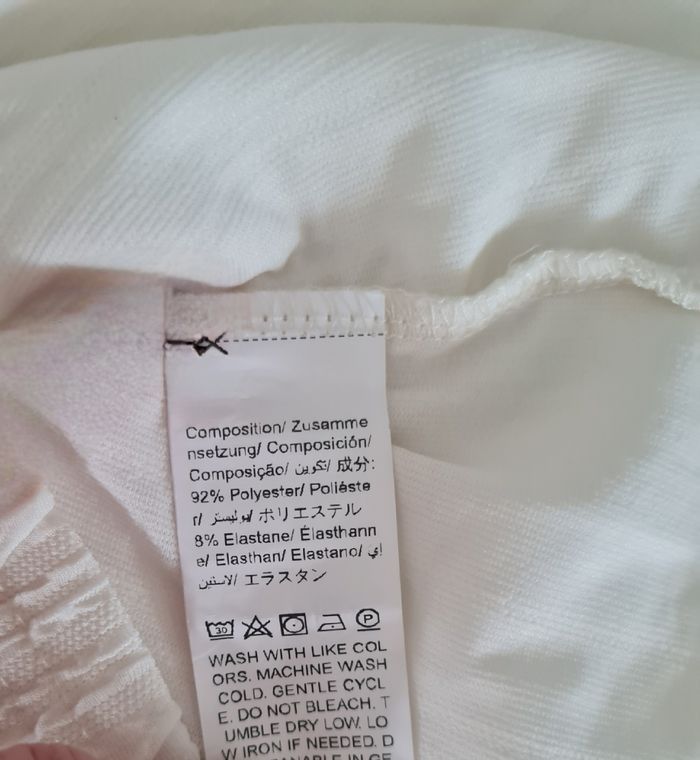 Composition/ Zusamme
nsetzung/ Composición/
Composição/ تكوين/ 成分:
92% Polyester/ Poliéste
r/ بوليستر/ ポリエステル
8% Elastane/ Élasthann
e/ Elasthan/ Elastano/ إي
لاستين/ エラスタン
30 P
WASH WITH LIKE COL
ORS. MACHINE WASH
COLD. GENTLE CYCL
E. DO NOT BLEACH. T
UMBLE DRY LOW. LO
W IRON IF NEEDED. D